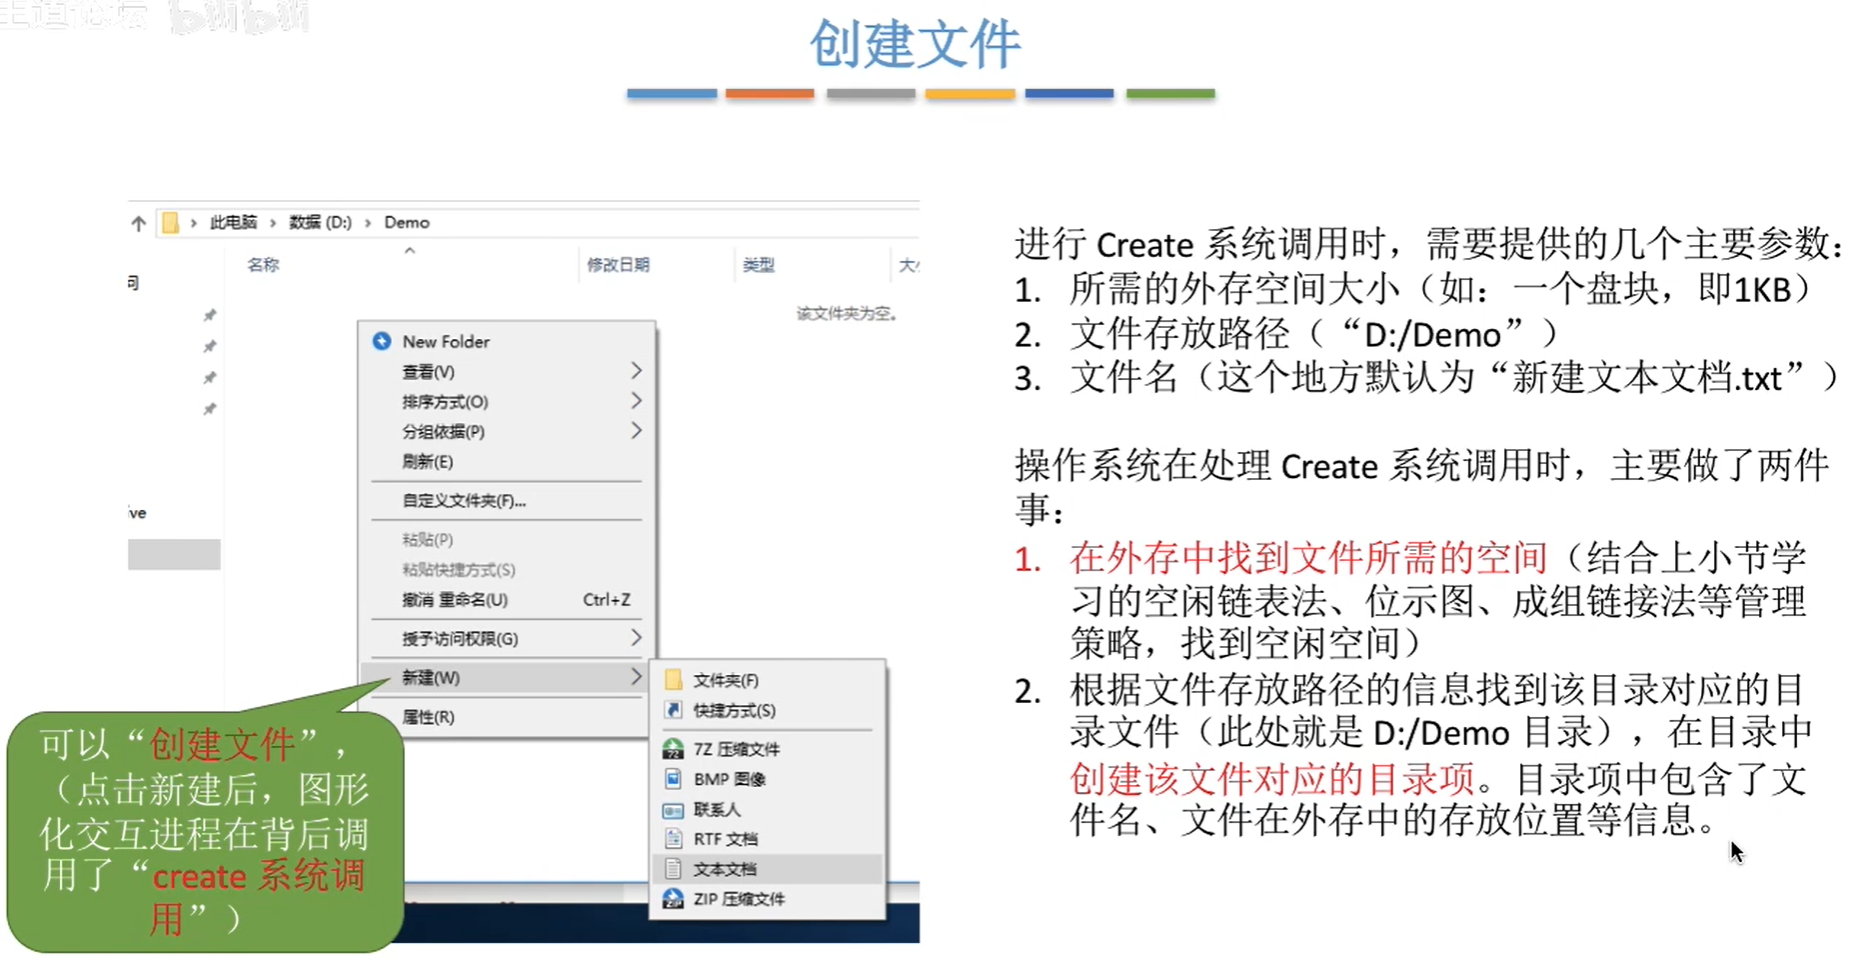 王道论坛 bilibili
创建文件
此电脑 › 数据 (D:) › Demo
名称 修改日期 类型
该文件夹为空。
New Folder
查看(V)
排序方式(O)
分组依据(P)
刷新(E)
自定义文件夹(F)...
粘贴(P)
粘贴快捷方式(S)
撤消 重命名(U) Ctrl+Z
授予访问权限(G)
新建(W)
属性(R)
文件夹(F)
快捷方式(S)
7Z 压缩文件
BMP 图像
联系人
RTF 文档
文本文档
ZIP 压缩文件
可以“创建文件”，
（点击新建后，图形
化交互进程在背后调
用了“create 系统调
用”）
进行 Create 系统调用时，需要提供的几个主要参数：
1. 所需的外存空间大小（如：一个盘块，即1KB）
2. 文件存放路径（“D:/Demo”）
3. 文件名（这个地方默认为“新建文本文档.txt”）
操作系统在处理 Create 系统调用时，主要做了两件
事：
1. 在外存中找到文件所需的空间（结合上小节学
习的空闲链表法、位示图、成组链接法等管理
策略，找到空闲空间）
2. 根据文件存放路径的信息找到该目录对应的目
录文件（此处就是 D:/Demo 目录），在目录中
创建该文件对应的目录项。目录项中包含了文
件名、文件在外存中的存放位置等信息。